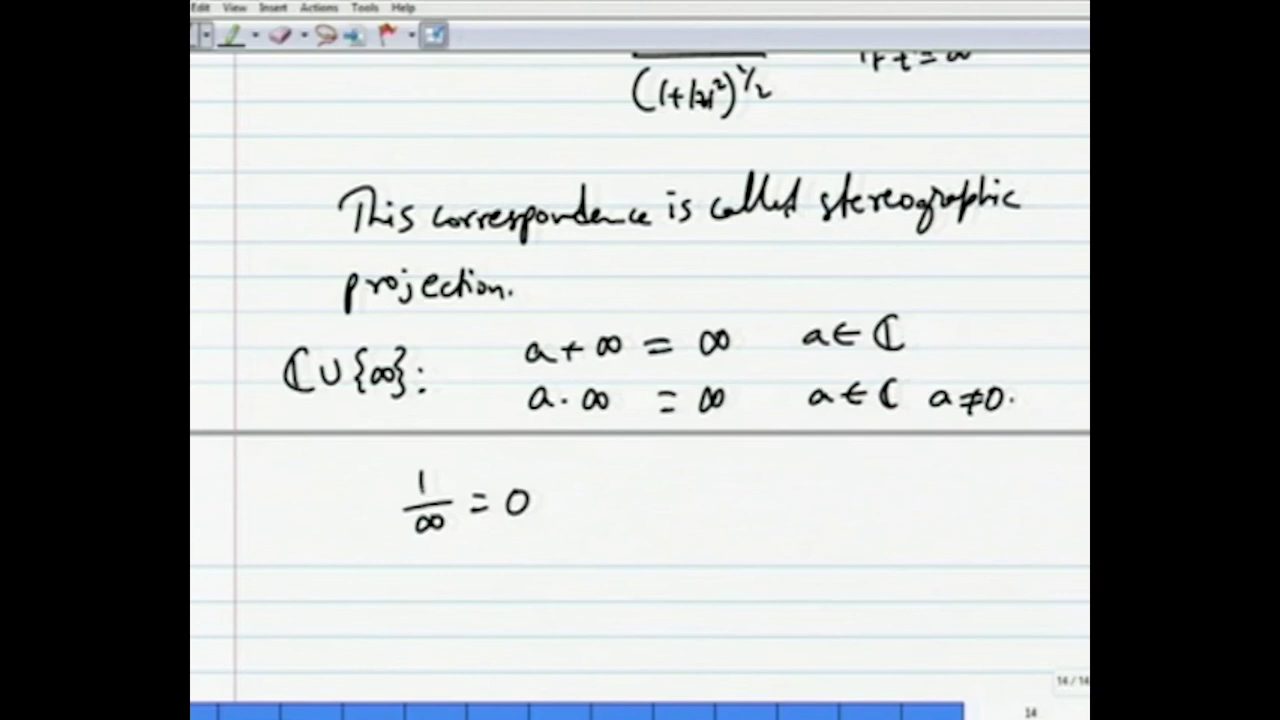 Edit View Insert Actions Tools Help
(1+|z|²)^1/2 if t = ∞
This correspondence is called stereographic
projection.
ℂ ∪ {∞}: a + ∞ = ∞ a ∈ ℂ
a · ∞ = ∞ a ∈ ℂ a ≠ 0.
1/∞ = 0
14 / 14
14